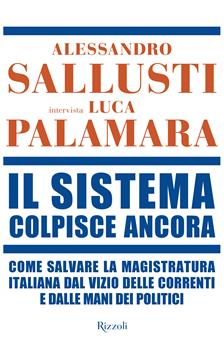 ALESSANDRO
SALLUSTI
intervista LUCA
PALAMARA
IL SISTEMA
COLPISCE ANCORA
COME SALVARE LA MAGISTRATURA
ITALIANA DAL VIZIO DELLE CORRENTI
E DALLE MANI DEI POLITICI
Rizzoli